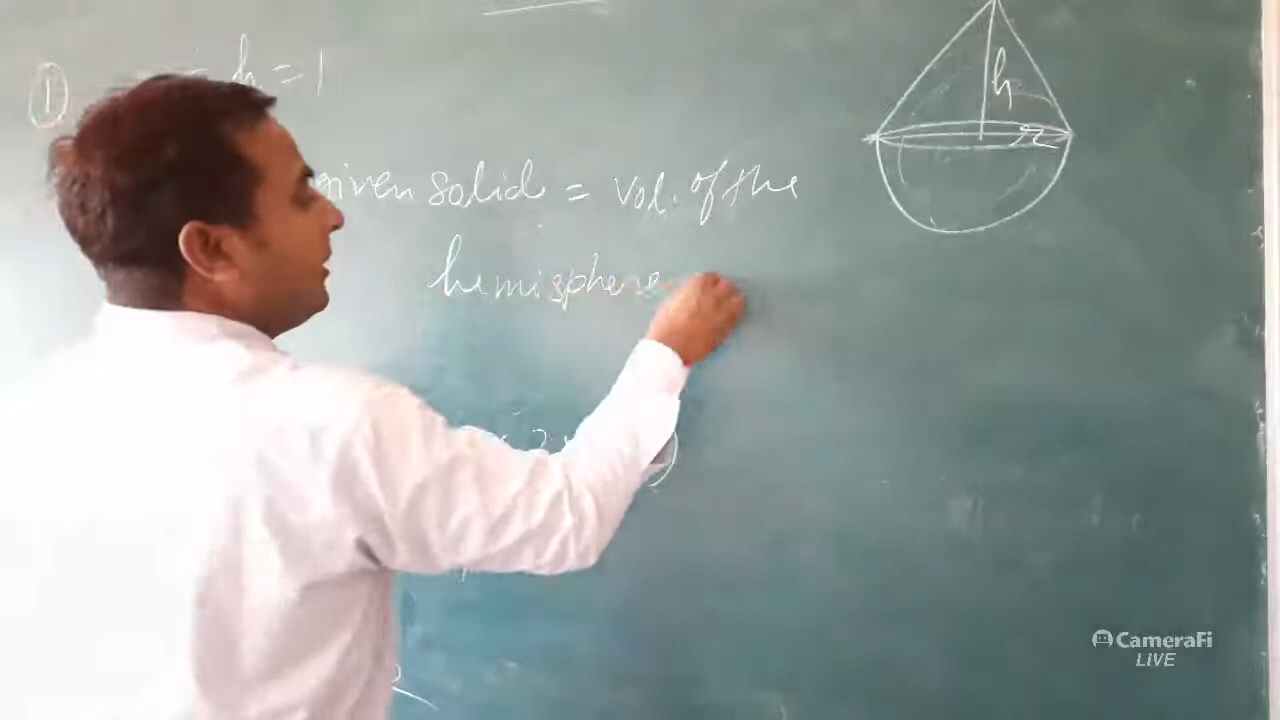 ① = h = 1
h
r
given solid = vol. of the
hemisphere
CameraFi
LIVE